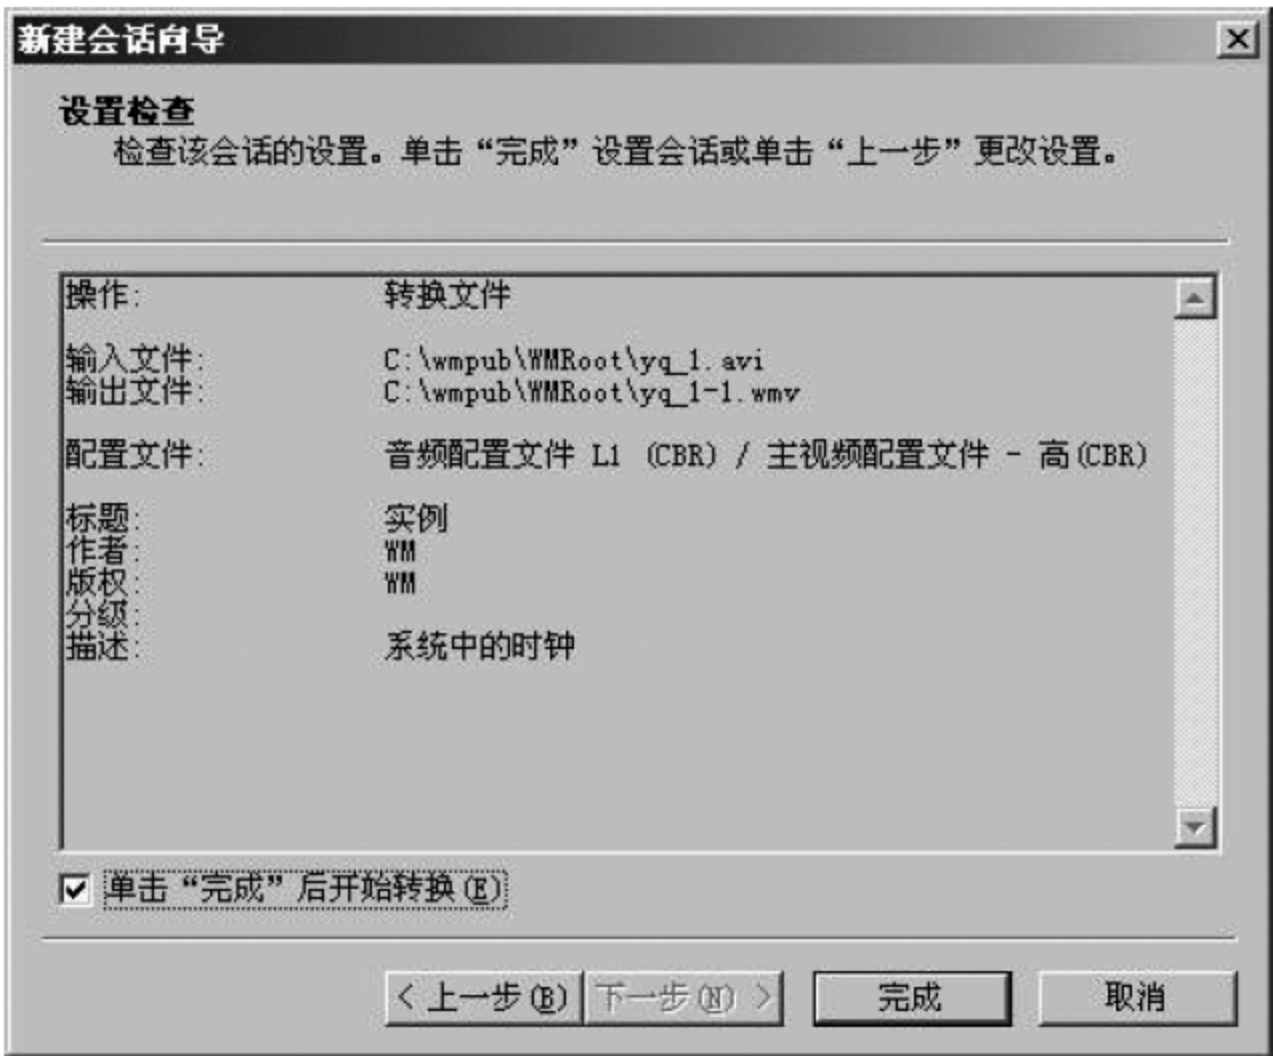 新建会话向导
设置检查
检查该会话的设置。单击“完成”设置会话或单击“上一步”更改设置。
操作: 转换文件
输入文件: C:\wmpub\WMRoot\yq_1.avi
输出文件: C:\wmpub\WMRoot\yq_1-1.wmv
配置文件: 音频配置文件 L1 (CBR) / 主视频配置文件 - 高(CBR)
标题: 实例
作者: WM
版权: WM
分级:
描述: 系统中的时钟
单击“完成”后开始转换(E)
< 上一步(B) 下一步(N) > 完成 取消